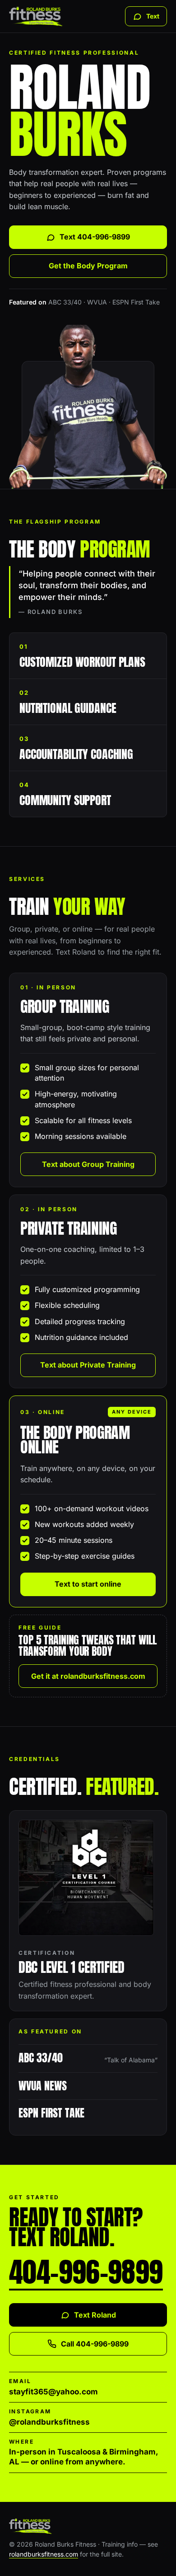 ROLAND BURKS
fitness
Text
CERTIFIED FITNESS PROFESSIONAL
ROLAND
BURKS
Body transformation expert. Proven programs
that help real people with real lives —
beginners to experienced — burn fat and
build lean muscle.
Text 404-996-9899
Get the Body Program
Featured on ABC 33/40 · WVUA · ESPN First Take
ROLAND BURKS
fitness
THE FLAGSHIP PROGRAM
THE BODY PROGRAM
“Helping people connect with their
soul, transform their bodies, and
empower their minds.”
— ROLAND BURKS
01
CUSTOMIZED WORKOUT PLANS
02
NUTRITIONAL GUIDANCE
03
ACCOUNTABILITY COACHING
04
COMMUNITY SUPPORT
SERVICES
TRAIN YOUR WAY
Group, private, or online — for real people
with real lives, from beginners to
experienced. Text Roland to find the right fit.
01 · IN PERSON
GROUP TRAINING
Small-group, boot-camp style training
that still feels private and personal.
Small group sizes for personal
attention
High-energy, motivating
atmosphere
Scalable for all fitness levels
Morning sessions available
Text about Group Training
02 · IN PERSON
PRIVATE TRAINING
One-on-one coaching, limited to 1–3
people.
Fully customized programming
Flexible scheduling
Detailed progress tracking
Nutrition guidance included
Text about Private Training
03 · ONLINE
ANY DEVICE
THE BODY PROGRAM
ONLINE
Train anywhere, on any device, on your
schedule.
100+ on-demand workout videos
New workouts added weekly
20–45 minute sessions
Step-by-step exercise guides
Text to start online
FREE GUIDE
TOP 5 TRAINING TWEAKS THAT WILL
TRANSFORM YOUR BODY
Get it at rolandburksfitness.com
CREDENTIALS
CERTIFIED. FEATURED.
dbc
LEVEL 1
CERTIFICATION COURSE
BIOMECHANICS/
HUMAN MOVEMENT
CERTIFICATION
DBC LEVEL 1 CERTIFIED
Certified fitness professional and body
transformation expert.
AS FEATURED ON
ABC 33/40
“Talk of Alabama”
WVUA NEWS
ESPN FIRST TAKE
GET STARTED
READY TO START?
TEXT ROLAND.
404-996-9899
Text Roland
Call 404-996-9899
EMAIL
stayfit365@yahoo.com
INSTAGRAM
@rolandburksfitness
WHERE
In-person in Tuscaloosa & Birmingham,
AL — or online from anywhere.
ROLAND BURKS
fitness
© 2026 Roland Burks Fitness · Training info — see
rolandburksfitness.com for the full site.